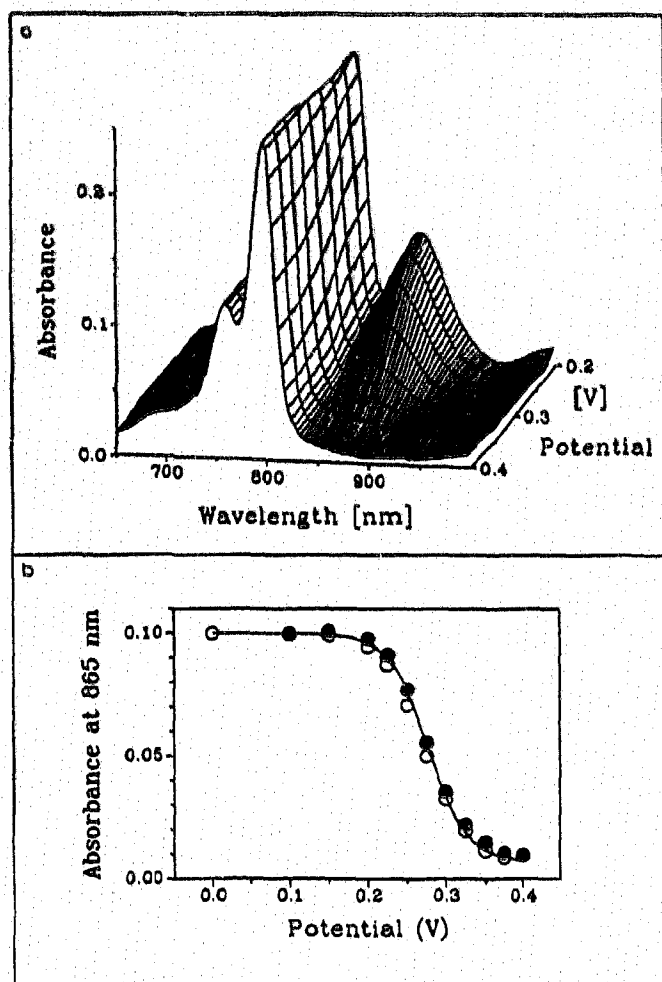 a
Absorbance
0.2
0.1
0.0
700
800
900
Wavelength [nm]
0.2
0.3
0.4
[V]
Potential
b
Absorbance at 865 nm
0.10
0.05
0.00
0.0 0.1 0.2 0.3 0.4
Potential (V)